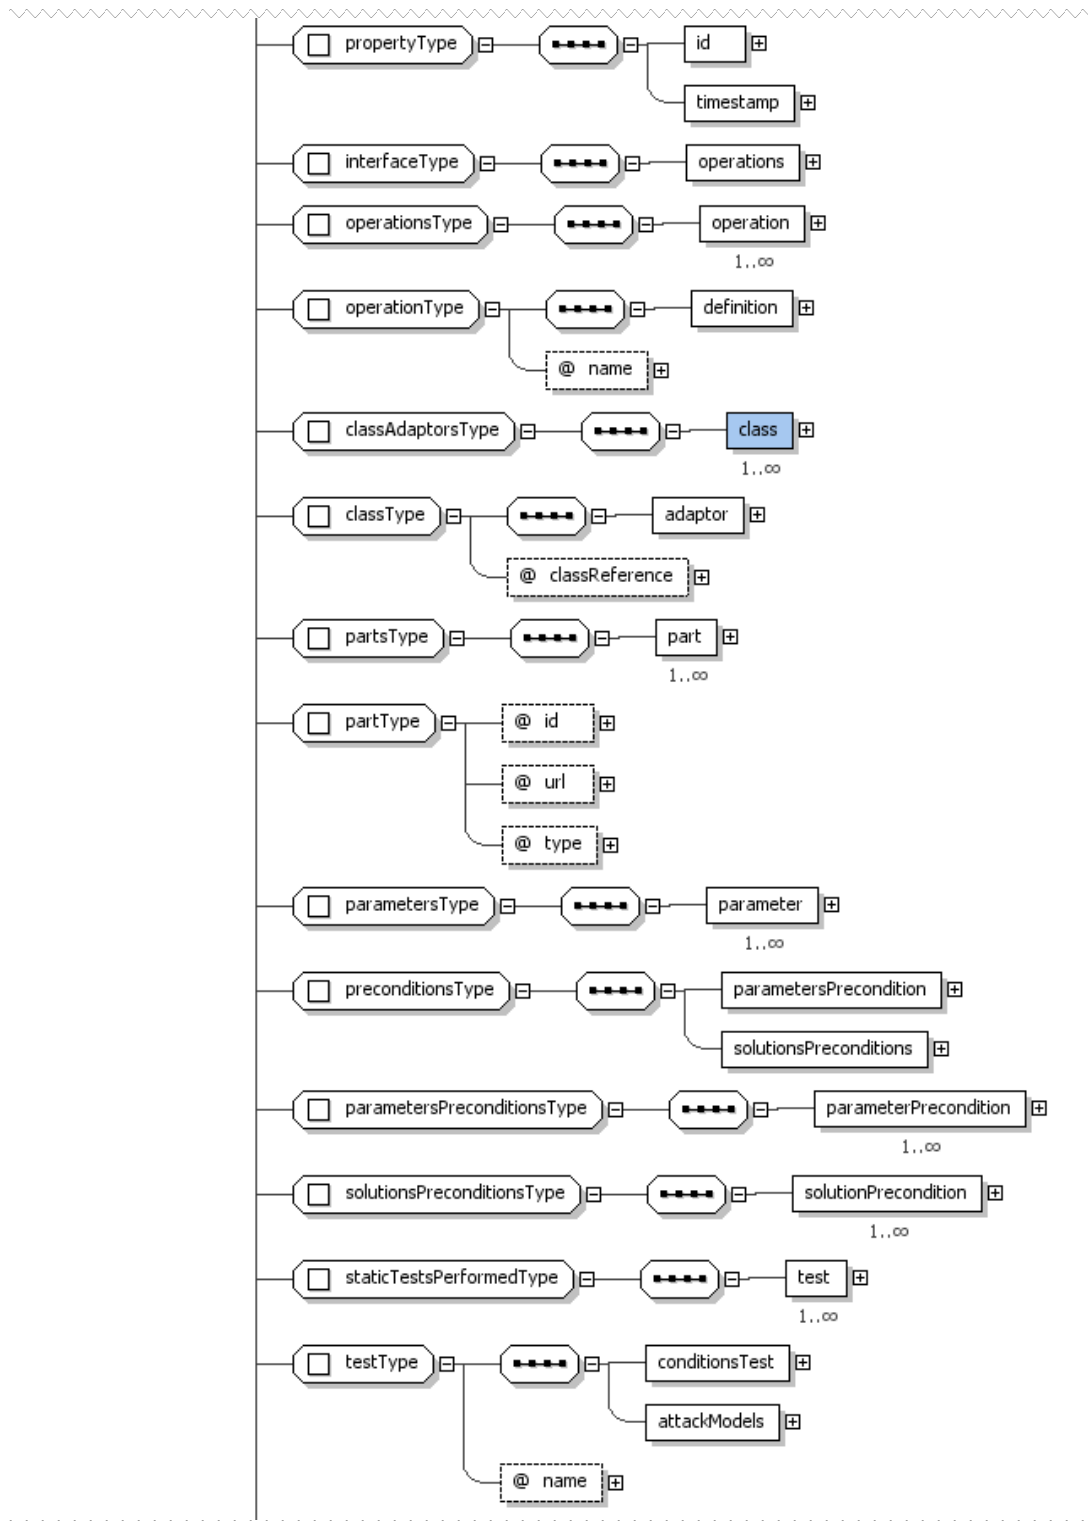 propertyType
id
timestamp
interfaceType
operations
operationsType
operation
1..∞
operationType
definition
@ name
classAdaptorsType
class
1..∞
classType
adaptor
@ classReference
partsType
part
1..∞
partType
@ id
@ url
@ type
parametersType
parameter
1..∞
preconditionsType
parametersPrecondition
solutionsPreconditions
parametersPreconditionsType
parameterPrecondition
1..∞
solutionsPreconditionsType
solutionPrecondition
1..∞
staticTestsPerformedType
test
1..∞
testType
conditionsTest
attackModels
@ name